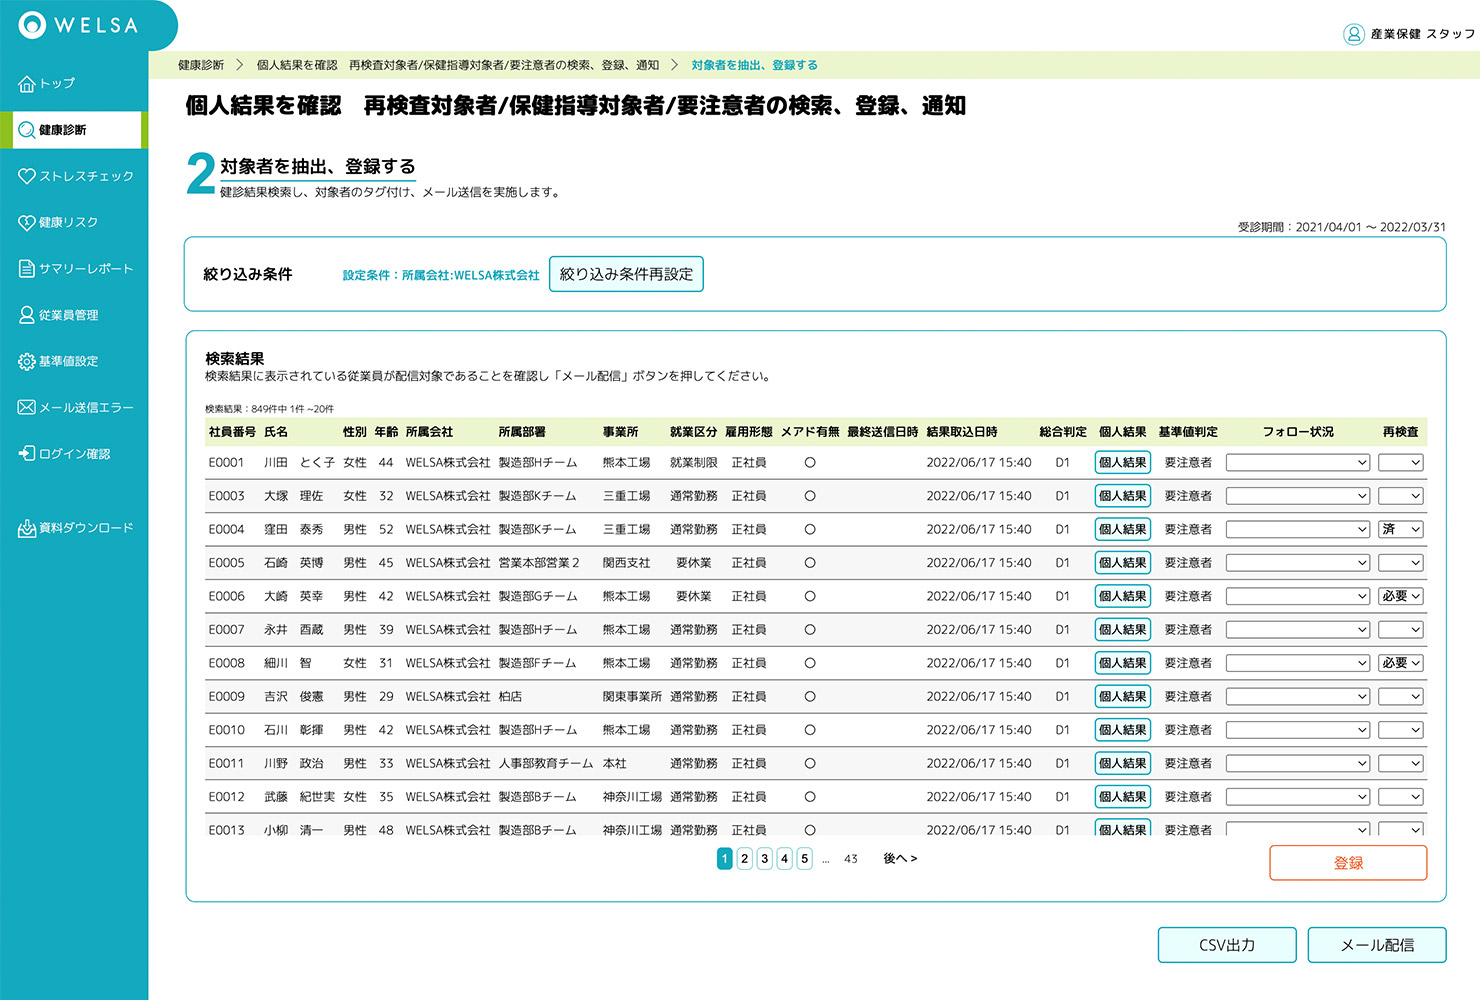 WELSA
産業保健 スタッフ
トップ
健康診断
ストレスチェック
健康リスク
サマリーレポート
従業員管理
基準値設定
メール送信エラー
ログイン確認
資料ダウンロード
健康診断 > 個人結果を確認　再検査対象者/保健指導対象者/要注意者の検索、登録、通知 > 対象者を抽出、登録する
個人結果を確認　再検査対象者/保健指導対象者/要注意者の検索、登録、通知
2 対象者を抽出、登録する
健診結果検索し、対象者のタグ付け、メール送信を実施します。
受診期間：2021/04/01 ～ 2022/03/31
絞り込み条件 設定条件：所属会社:WELSA株式会社 絞り込み条件再設定
検索結果
検索結果に表示されている従業員が配信対象であることを確認し「メール配信」ボタンを押してください。
検索結果：849件中 1件 ~20件
社員番号 氏名 性別 年齢 所属会社 所属部署 事業所 就業区分 雇用形態 メアド有無 最終送信日時 結果取込日時 総合判定 個人結果 基準値判定 フォロー状況 再検査
E0001 川田　とく子 女性 44 WELSA株式会社 製造部Hチーム 熊本工場 就業制限 正社員 〇 2022/06/17 15:40 D1 個人結果 要注意者
E0003 大塚　理佐 女性 32 WELSA株式会社 製造部Kチーム 三重工場 通常勤務 正社員 〇 2022/06/17 15:40 D1 個人結果 要注意者
E0004 窪田　泰秀 男性 52 WELSA株式会社 製造部Kチーム 三重工場 通常勤務 正社員 〇 2022/06/17 15:40 D1 個人結果 要注意者 済
E0005 石崎　英博 男性 45 WELSA株式会社 営業本部営業２ 関西支社 要休業 正社員 〇 2022/06/17 15:40 D1 個人結果 要注意者
E0006 大崎　英幸 男性 42 WELSA株式会社 製造部Gチーム 熊本工場 要休業 正社員 〇 2022/06/17 15:40 D1 個人結果 要注意者 必要
E0007 永井　酉蔵 男性 39 WELSA株式会社 製造部Hチーム 熊本工場 通常勤務 正社員 〇 2022/06/17 15:40 D1 個人結果 要注意者
E0008 細川　智 女性 31 WELSA株式会社 製造部Fチーム 熊本工場 通常勤務 正社員 〇 2022/06/17 15:40 D1 個人結果 要注意者 必要
E0009 吉沢　俊憲 男性 29 WELSA株式会社 柏店 関東事業所 通常勤務 正社員 〇 2022/06/17 15:40 D1 個人結果 要注意者
E0010 石川　彰揮 男性 42 WELSA株式会社 製造部Hチーム 熊本工場 通常勤務 正社員 〇 2022/06/17 15:40 D1 個人結果 要注意者
E0011 川野　政治 男性 33 WELSA株式会社 人事部教育チーム 本社 通常勤務 正社員 〇 2022/06/17 15:40 D1 個人結果 要注意者
E0012 武藤　紀世実 女性 35 WELSA株式会社 製造部Bチーム 神奈川工場 通常勤務 正社員 〇 2022/06/17 15:40 D1 個人結果 要注意者
E0013 小柳　清一 男性 48 WELSA株式会社 製造部Bチーム 神奈川工場 通常勤務 正社員 〇 2022/06/17 15:40 D1 個人結果 要注意者
1 2 3 4 5 ... 43 後へ >
登録
CSV出力 メール配信